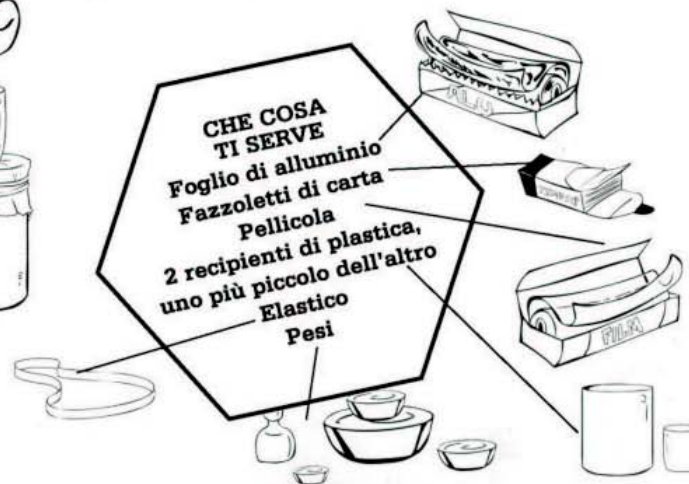 CHE COSA
TI SERVE
Foglio di alluminio
Fazzoletti di carta
Pellicola
2 recipienti di plastica,
uno più piccolo dell'altro
Elastico
Pesi
ALU
FILM